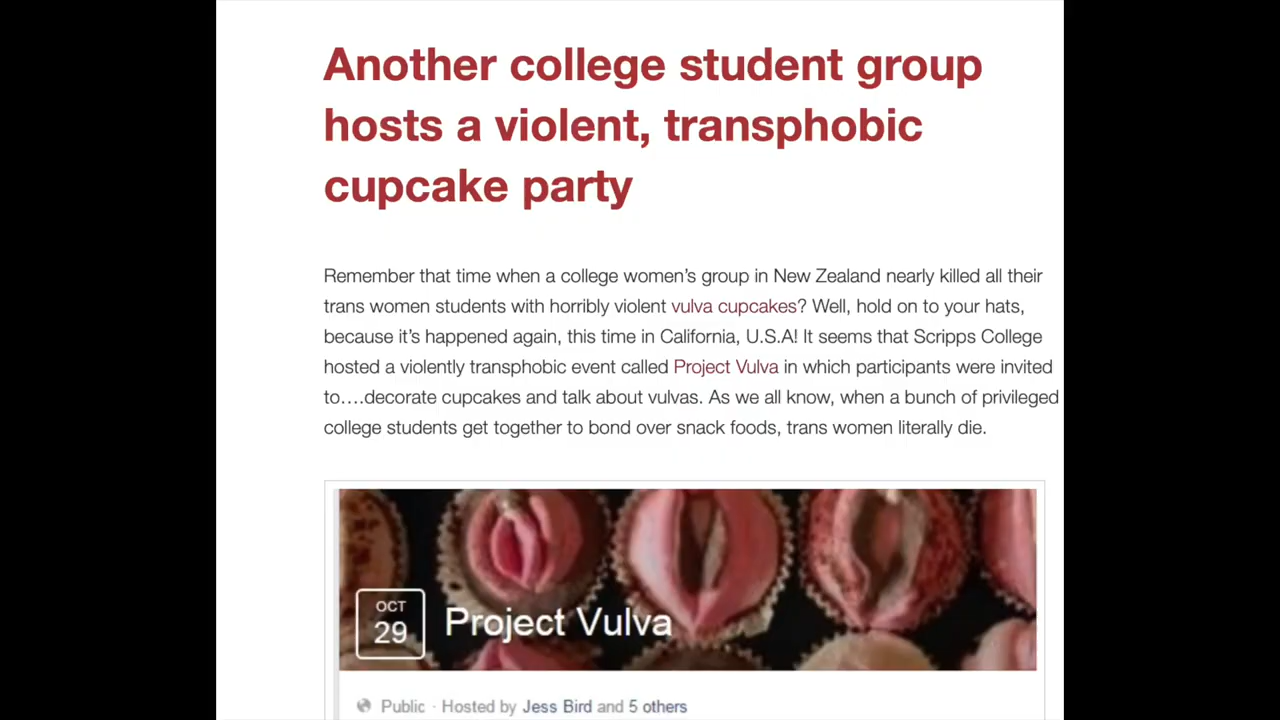 Another college student group
hosts a violent, transphobic
cupcake party
Remember that time when a college women's group in New Zealand nearly killed all their
trans women students with horribly violent vulva cupcakes? Well, hold on to your hats,
because it's happened again, this time in California, U.S.A! It seems that Scripps College
hosted a violently transphobic event called Project Vulva in which participants were invited
to….decorate cupcakes and talk about vulvas. As we all know, when a bunch of privileged
college students get together to bond over snack foods, trans women literally die.
OCT
29
Project Vulva
Public · Hosted by Jess Bird and 5 others